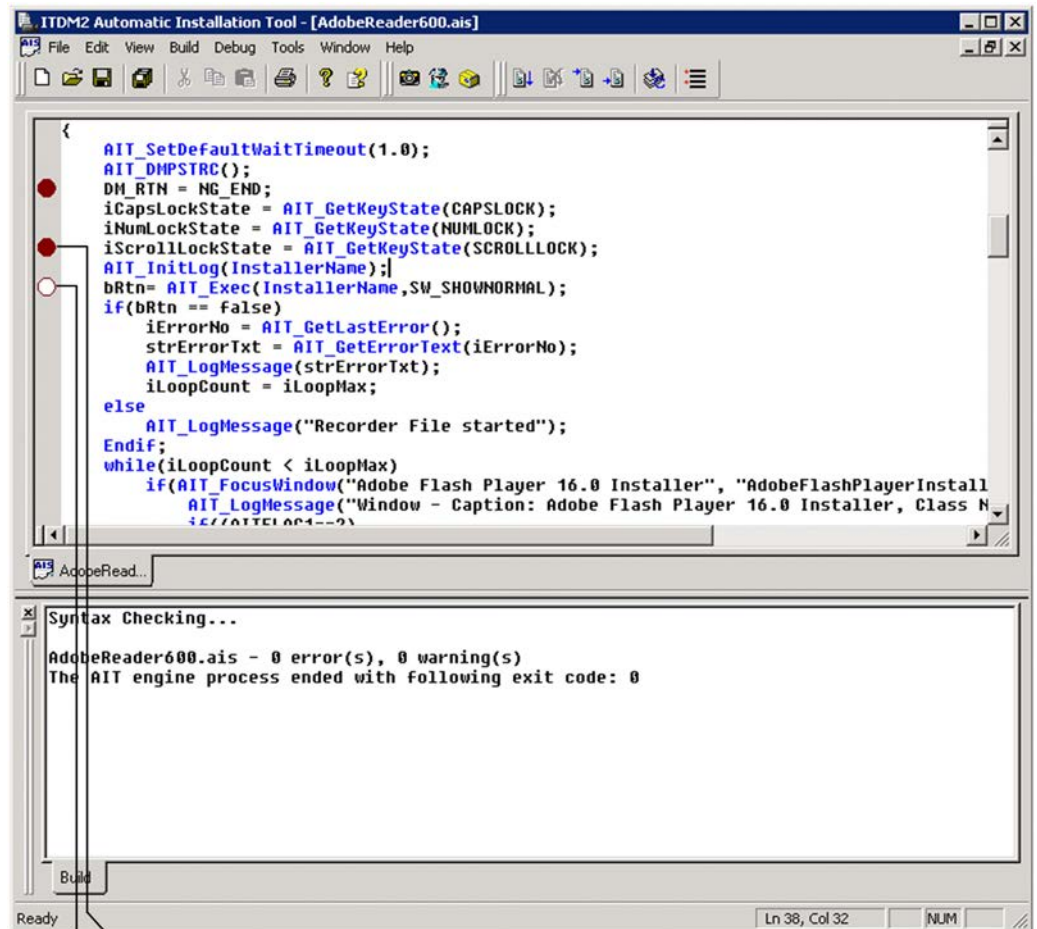 ITDM2 Automatic Installation Tool - [AdobeReader600.ais]
File Edit View Build Debug Tools Window Help
{
AIT_SetDefaultWaitTimeout(1.0);
AIT_DMPSTRC();
DM_RTN = NG_END;
iCapsLockState = AIT_GetKeyState(CAPSLOCK);
iNumLockState = AIT_GetKeyState(NUMLOCK);
iScrollLockState = AIT_GetKeyState(SCROLLLOCK);
AIT_InitLog(InstallerName);
bRtn= AIT_Exec(InstallerName,SW_SHOWNORMAL);
if(bRtn == false)
iErrorNo = AIT_GetLastError();
strErrorTxt = AIT_GetErrorText(iErrorNo);
AIT_LogMessage(strErrorTxt);
iLoopCount = iLoopMax;
else
AIT_LogMessage("Recorder File started");
Endif;
while(iLoopCount < iLoopMax)
if(AIT_FocusWindow("Adobe Flash Player 16.0 Installer", "AdobeFlashPlayerInstall
AIT_LogMessage("Window - Caption: Adobe Flash Player 16.0 Installer, Class N
AdobeRead...
Syntax Checking...
AdobeReader600.ais - 0 error(s), 0 warning(s)
The AIT engine process ended with following exit code: 0
Build
Ready Ln 38, Col 32 NUM